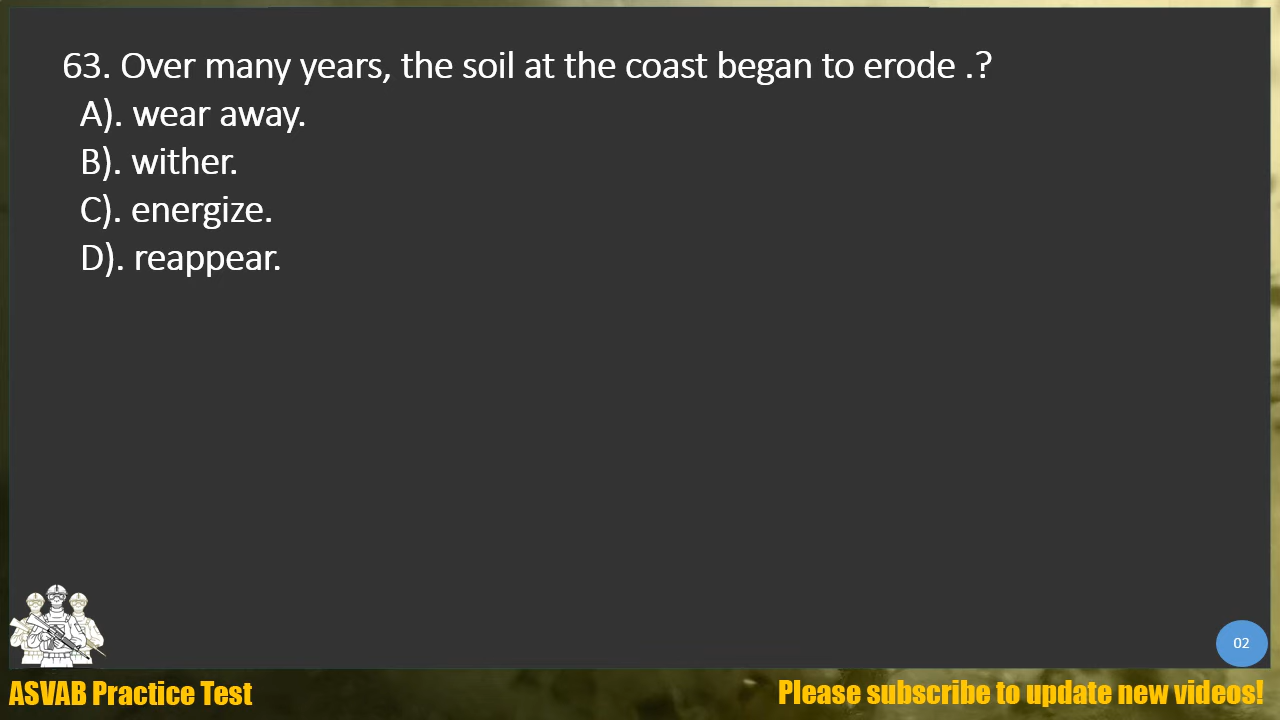 63. Over many years, the soil at the coast began to erode .?
A). wear away.
B). wither.
C). energize.
D). reappear.
02
ASVAB Practice Test
Please subscribe to update new videos!